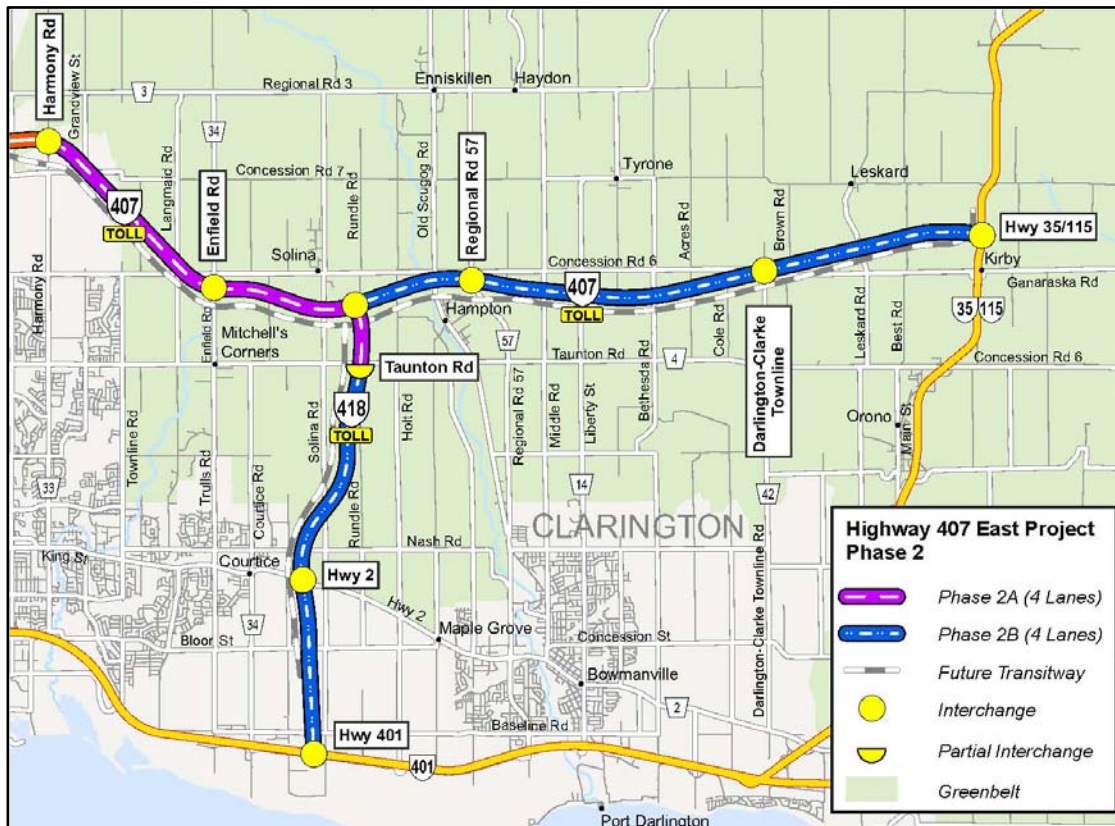 Harmony Rd
Grandview St
Regional Rd 3
3
Enniskillen
Haydon
Langmaid Rd
34
Enfield Rd
Concession Rd 7
Rundle Rd
Old Scugog Rd
Regional Rd 57
Tyrone
Leskard
407
TOLL
Acres Rd
Brown Rd
Hwy 35/115
Solina
Concession Rd 6
Kirby
Ganaraska Rd
Harmony Rd
407
TOLL
35
115
Mitchell's
Corners
Enfield Rd
Hampton
57
Cole Rd
Leskard Rd
Best Rd
Taunton Rd
Taunton Rd
4
Concession Rd 6
418
TOLL
Townline Rd
Trulls Rd
Courtice Rd
Solina Rd
Rundle Rd
Holt Rd
Regional Rd 57
Middle Rd
Liberty St
Bethesda Rd
Darlington-Clarke
Townline
Orono
Main St
33
14
42
CLARINGTON
King St
Courtice
Nash Rd
Hwy 2
Hwy 2
34
Bloor St
Maple Grove
Concession St
Darlington-Clarke Townline Rd
Bowmanville
2
Baseline Rd
Hwy 401
401
Port Darlington
Highway 407 East Project
Phase 2
Phase 2A (4 Lanes)
Phase 2B (4 Lanes)
Future Transitway
Interchange
Partial Interchange
Greenbelt